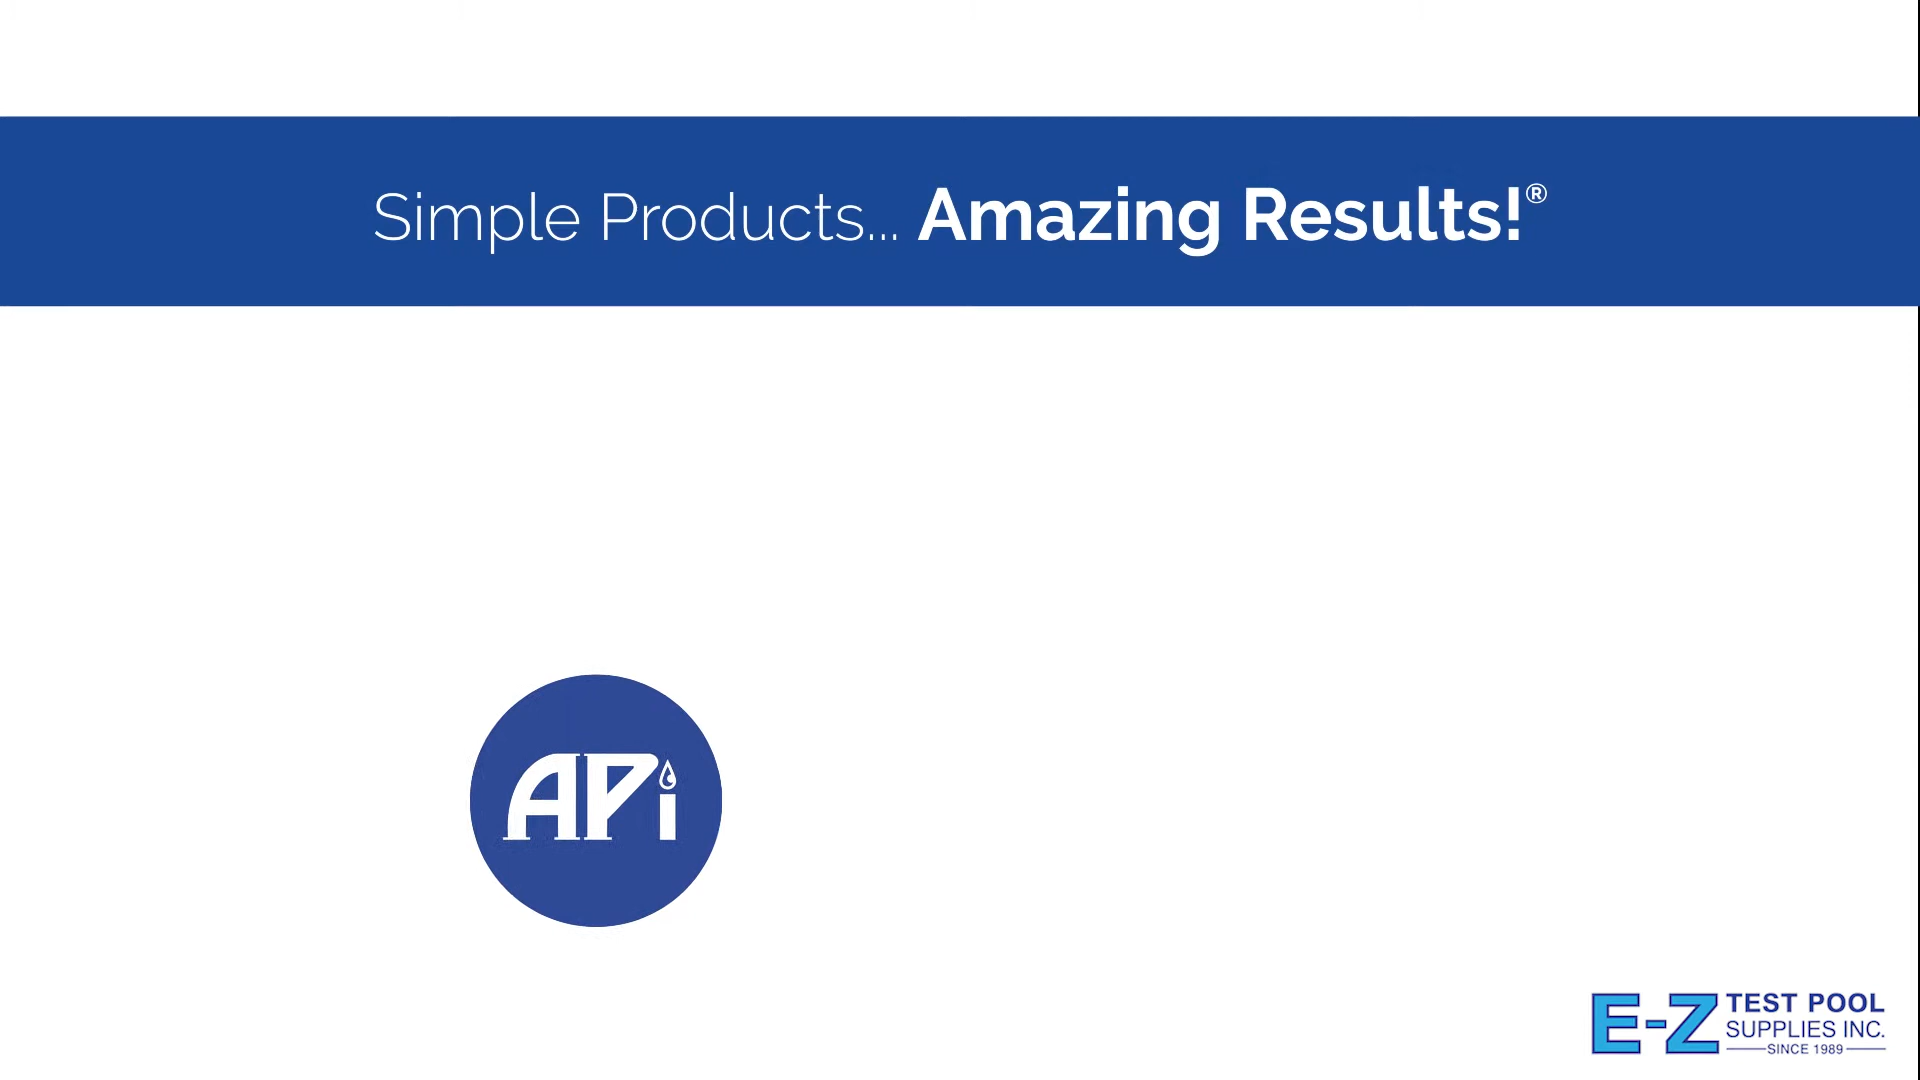 Simple Products... Amazing Results!®
APi
E-Z TEST POOL
SUPPLIES INC.
SINCE 1989